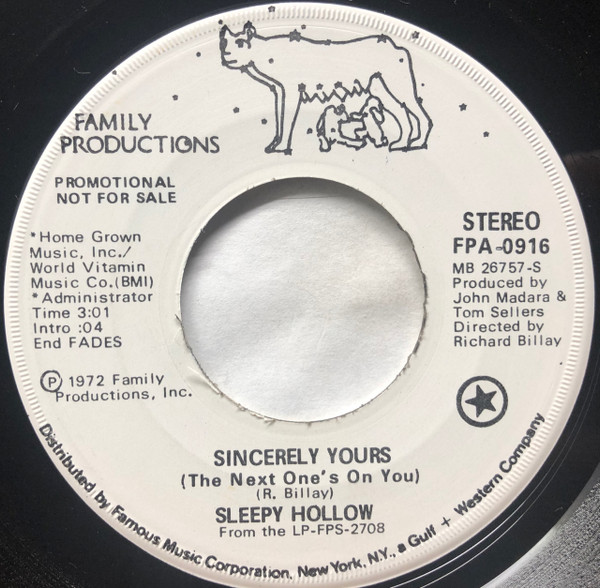 FAMILY
PRODUCTIONS
PROMOTIONAL
NOT FOR SALE
*Home Grown
Music, Inc./
World Vitamin
Music Co.(BMI)
*Administrator
Time 3:01
Intro :04
End FADES
℗ 1972 Family
Productions, Inc.
STEREO
FPA-0916
MB 26757-S
Produced by
John Madara &
Tom Sellers
Directed by
Richard Billay
SINCERELY YOURS
(The Next One's On You)
(R. Billay)
SLEEPY HOLLOW
From the LP-FPS-2708
Distributed by Famous Music Corporation, New York, N.Y., a Gulf + Western Company